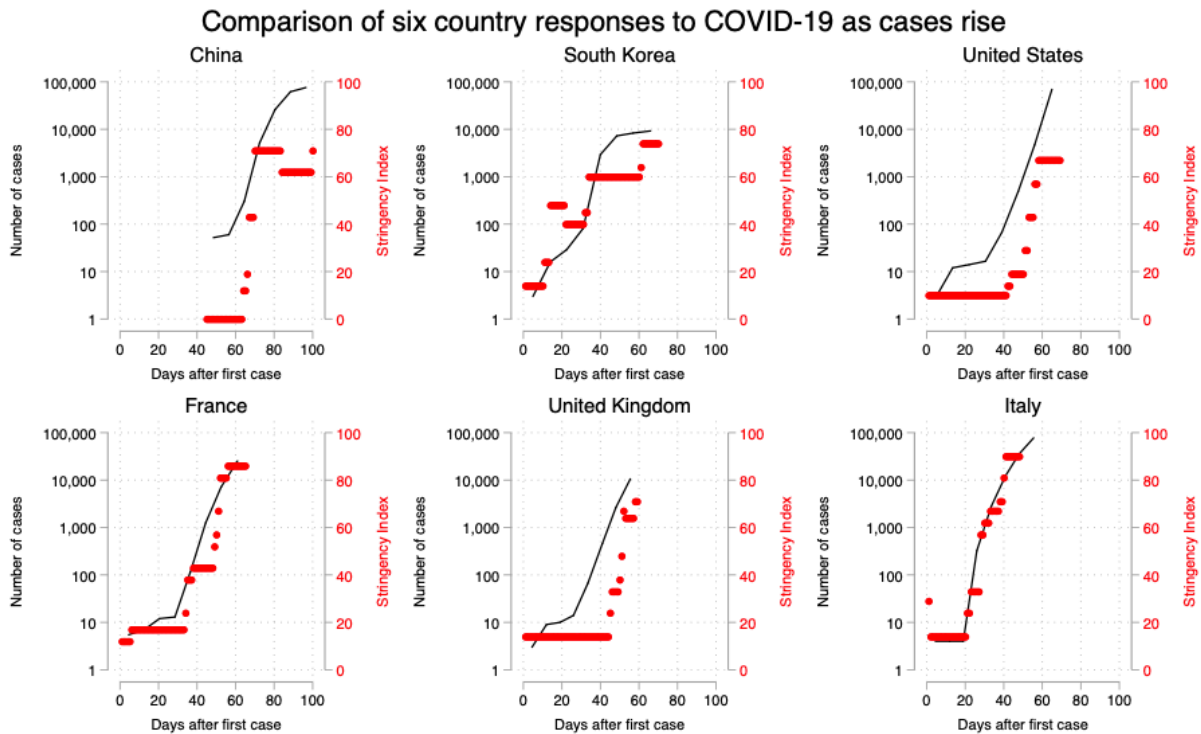 Comparison of six country responses to COVID-19 as cases rise
China
100,000
10,000
1,000
100
10
1
Number of cases
100
80
60
40
20
0
Stringency Index
0 20 40 60 80 100
Days after first case
South Korea
100,000
10,000
1,000
100
10
1
Number of cases
100
80
60
40
20
0
Stringency Index
0 20 40 60 80 100
Days after first case
United States
100,000
10,000
1,000
100
10
1
Number of cases
100
80
60
40
20
0
Stringency Index
0 20 40 60 80 100
Days after first case
France
100,000
10,000
1,000
100
10
1
Number of cases
100
80
60
40
20
0
Stringency Index
0 20 40 60 80 100
Days after first case
United Kingdom
100,000
10,000
1,000
100
10
1
Number of cases
100
80
60
40
20
0
Stringency Index
0 20 40 60 80 100
Days after first case
Italy
100,000
10,000
1,000
100
10
1
Number of cases
100
80
60
40
20
0
Stringency Index
0 20 40 60 80 100
Days after first case